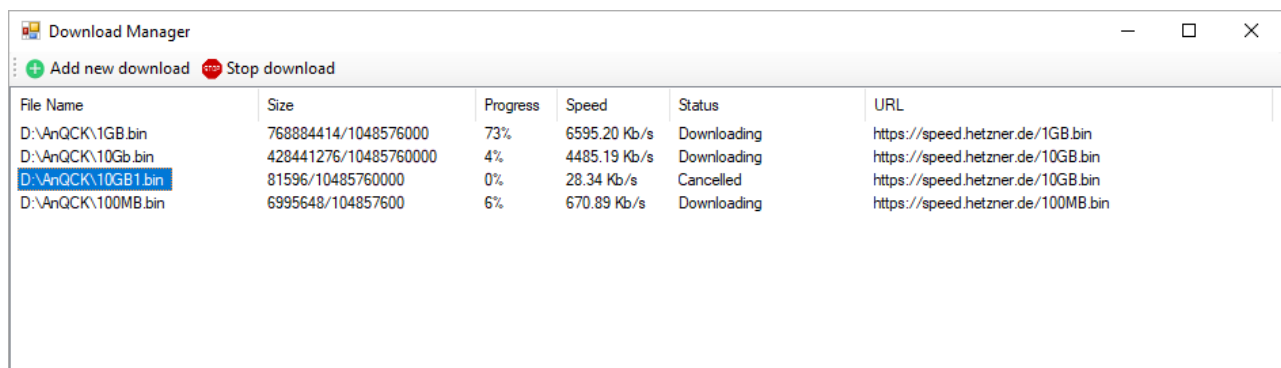 Download Manager
Add new download STOP Stop download
File Name Size Progress Speed Status URL
D:\AnQCK\1GB.bin 768884414/1048576000 73% 6595.20 Kb/s Downloading https://speed.hetzner.de/1GB.bin
D:\AnQCK\10Gb.bin 428441276/10485760000 4% 4485.19 Kb/s Downloading https://speed.hetzner.de/10GB.bin
D:\AnQCK\10GB1.bin 81596/10485760000 0% 28.34 Kb/s Cancelled https://speed.hetzner.de/10GB.bin
D:\AnQCK\100MB.bin 6995648/104857600 6% 670.89 Kb/s Downloading https://speed.hetzner.de/100MB.bin